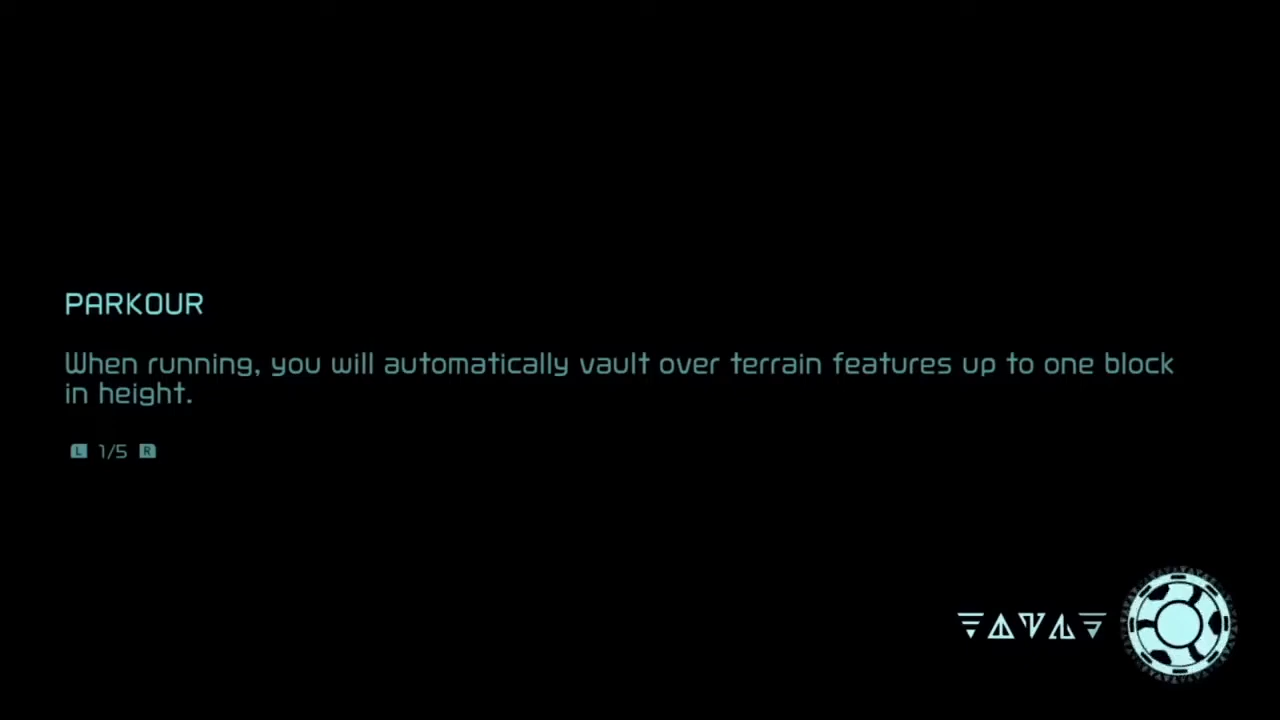 PARKOUR
When running, you will automatically vault over terrain features up to one block
in height.
L 1/5 R